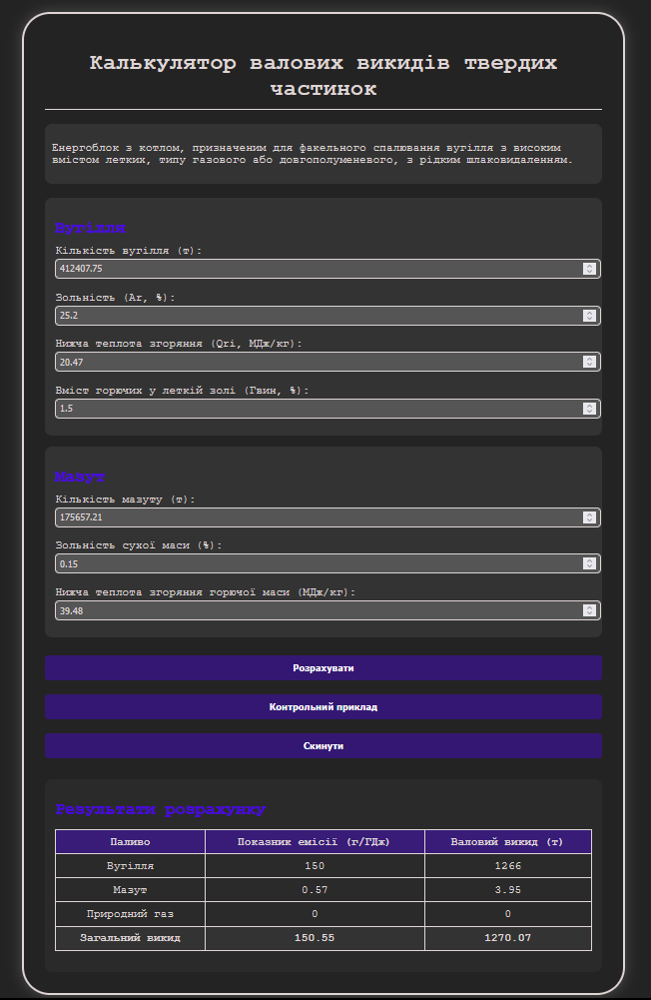 Калькулятор валових викидів твердих
частинок
Енергоблок з котлом, призначеним для факельного спалювання вугілля з високим
вмістом летких, типу газового або довгополуменевого, з рідким шлаковидаленням.
Вугілля
Кількість вугілля (т):
412407.75
Зольність (Ar, %):
25.2
Нижча теплота згоряння (Qri, МДж/кг):
20.47
Вміст горючих у леткій золі (Гвин, %):
1.5
Мазут
Кількість мазуту (т):
175657.21
Зольність сухої маси (%):
0.15
Нижча теплота згоряння горючої маси (МДж/кг):
39.48
Розрахувати
Контрольний приклад
Скинути
Результати розрахунку
Паливо Показник емісії (г/ГДж) Валовий викид (т)
Вугілля 150 1266
Мазут 0.57 3.95
Природний газ 0 0
Загальний викид 150.55 1270.07